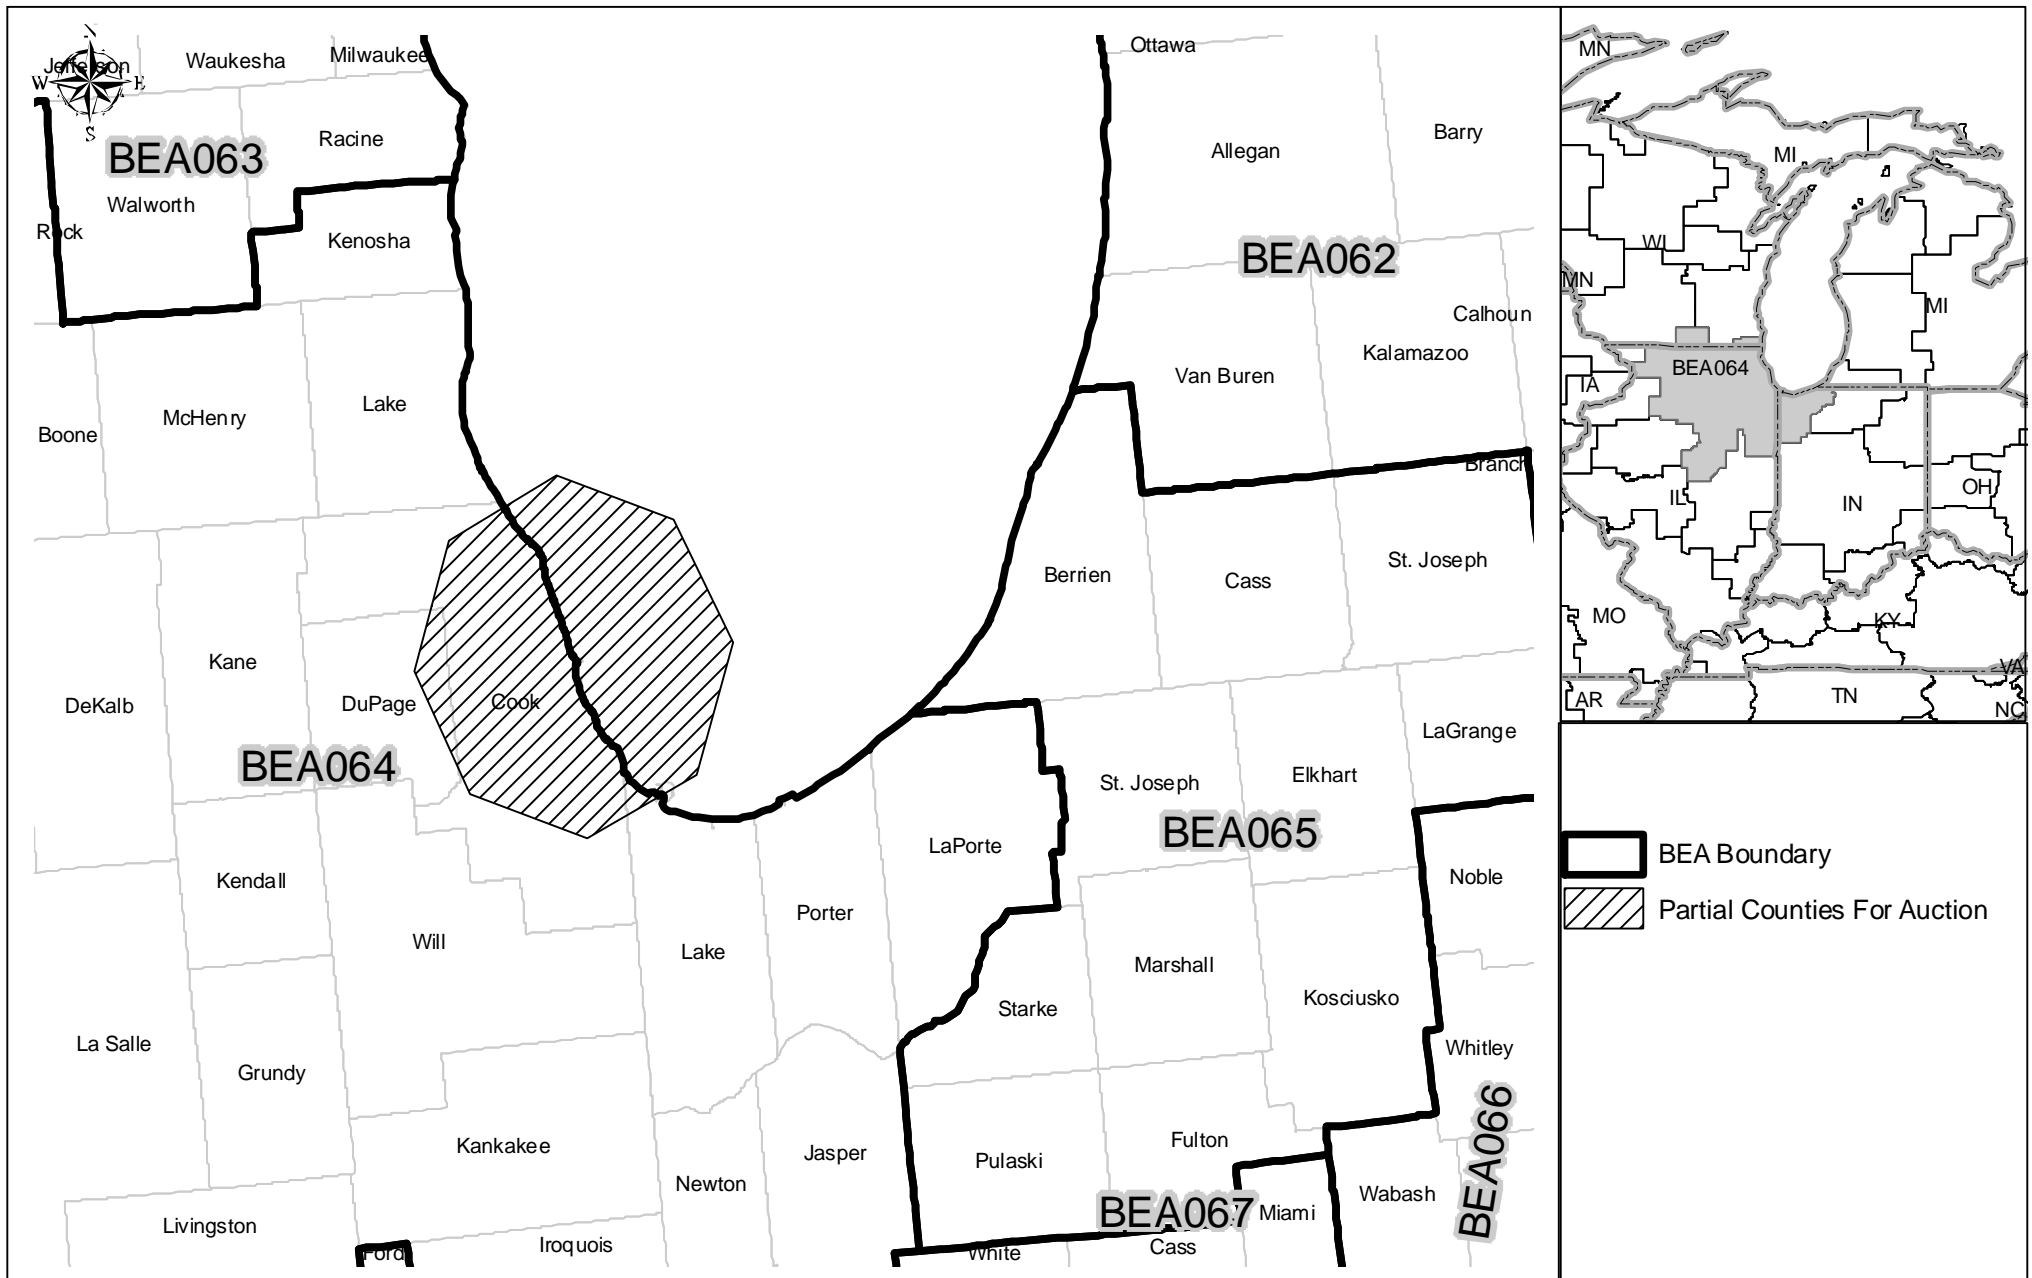 N
Jefferson
W
E
S
Waukesha
Milwaukee
Ottawa
BEA063
Racine
Walworth
Rock
Kenosha
Allegan
Barry
BEA062
Calhoun
Kalamazoo
Van Buren
McHenry
Lake
Boone
Branch
Berrien
Cass
St. Joseph
Kane
DeKalb
DuPage
Cook
BEA064
LaGrange
St. Joseph
Elkhart
BEA065
LaPorte
Noble
Kendall
Porter
Will
Lake
Marshall
Kosciusko
Starke
La Salle
Grundy
Whitley
BEA066
Kankakee
Jasper
Fulton
Pulaski
Newton
Wabash
BEA067
Miami
Livingston
Ford
Iroquois
White
Cass
MN
MI
WI
MN
MI
BEA064
IA
IL
IN
OH
MO
KY
VA
AR
TN
NC
BEA Boundary
Partial Counties For Auction